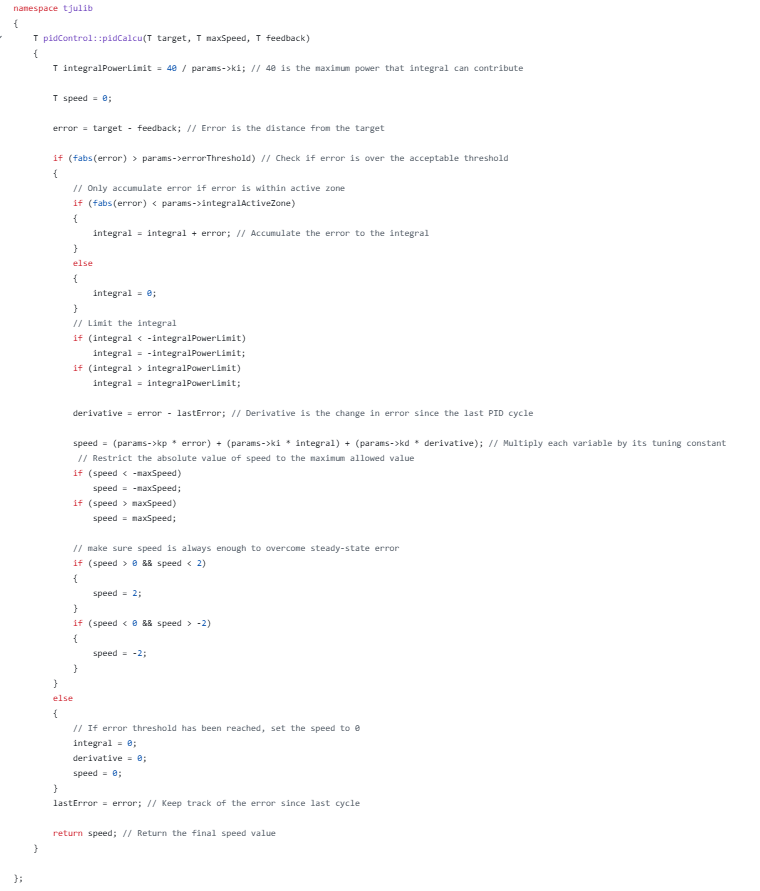 namespace tjulib
{
    T pidControl::pidCalcu(T target, T maxSpeed, T feedback)
    {
        T integralPowerLimit = 40 / params->ki; // 40 is the maximum power that integral can contribute

        T speed = 0;

        error = target - feedback; // Error is the distance from the target

        if (fabs(error) > params->errorThreshold) // Check if error is over the acceptable threshold
        {
            // Only accumulate error if error is within active zone
            if (fabs(error) < params->integralActiveZone)
            {
                integral = integral + error; // Accumulate the error to the integral
            }
            else
            {
                integral = 0;
            }
            // Limit the integral
            if (integral < -integralPowerLimit)
                integral = -integralPowerLimit;
            if (integral > integralPowerLimit)
                integral = integralPowerLimit;

            derivative = error - lastError; // Derivative is the change in error since the last PID cycle

            speed = (params->kp * error) + (params->ki * integral) + (params->kd * derivative); // Multiply each variable by its tuning constant
             // Restrict the absolute value of speed to the maximum allowed value
            if (speed < -maxSpeed)
                speed = -maxSpeed;
            if (speed > maxSpeed)
                speed = maxSpeed;

            // make sure speed is always enough to overcome steady-state error
            if (speed > 0 && speed < 2)
            {
                speed = 2;
            }
            if (speed < 0 && speed > -2)
            {
                speed = -2;
            }
        }
        else
        {
            // If error threshold has been reached, set the speed to 0
            integral = 0;
            derivative = 0;
            speed = 0;
        }
        lastError = error; // Keep track of the error since last cycle

        return speed; // Return the final speed value
    }

};